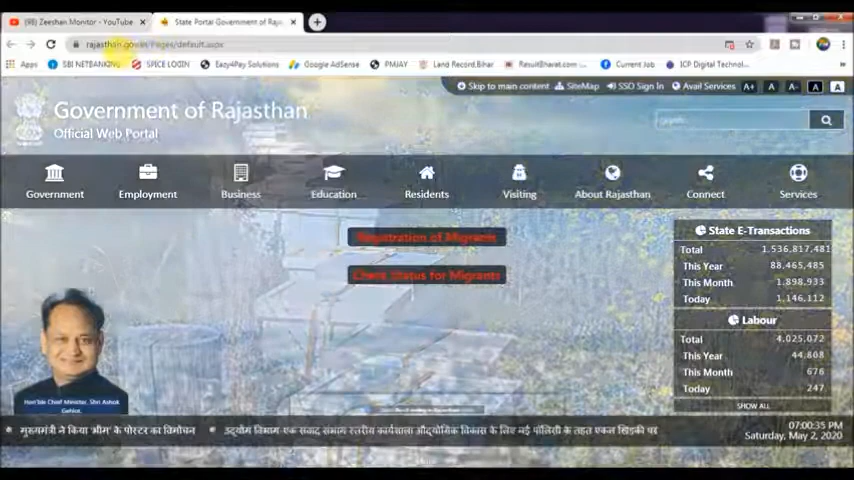 (98) Zeeshan Monitor - YouTube
State Portal Government of Raja
Apps SBI NETBANKING SPICE LOGIN Easy4Pay Solutions Google AdSense PMJAY Land Record,Bihar ResultBharat.com... Current Job ICP Digital Technol...
Skip to main content SiteMap SSO Sign In Avail Services A+ A A- A A
Government of Rajasthan
Official Web Portal
Government Employment Business Education Residents Visiting About Rajasthan Connect Services
Registration of Migrants
Check Status for Migrants
State E-Transactions
Total 1,536,817,481
This Year 88,465,485
This Month 1,898,933
Today 1,146,112
Labour
Total 4,025,072
This Year 44,808
This Month 676
Today 247
SHOW ALL
Hon'ble Chief Minister, Shri Ashok
Gehlot.
मुख्यमंत्री ने किया 'भीम' के पोस्टर का विमोचन
उद्योग विभाग-एक संवाद संभाग स्तरीय कार्यशाला औद्योगिक विकास के लिए नई पॉलिसी के तहत एकल खिड़की पर
07:00:35 PM
Saturday, May 2, 2020